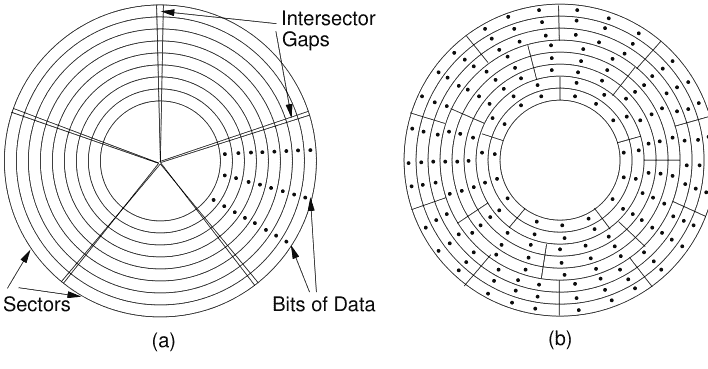 Intersector
Gaps
Sectors
Bits of Data
(a)
(b)